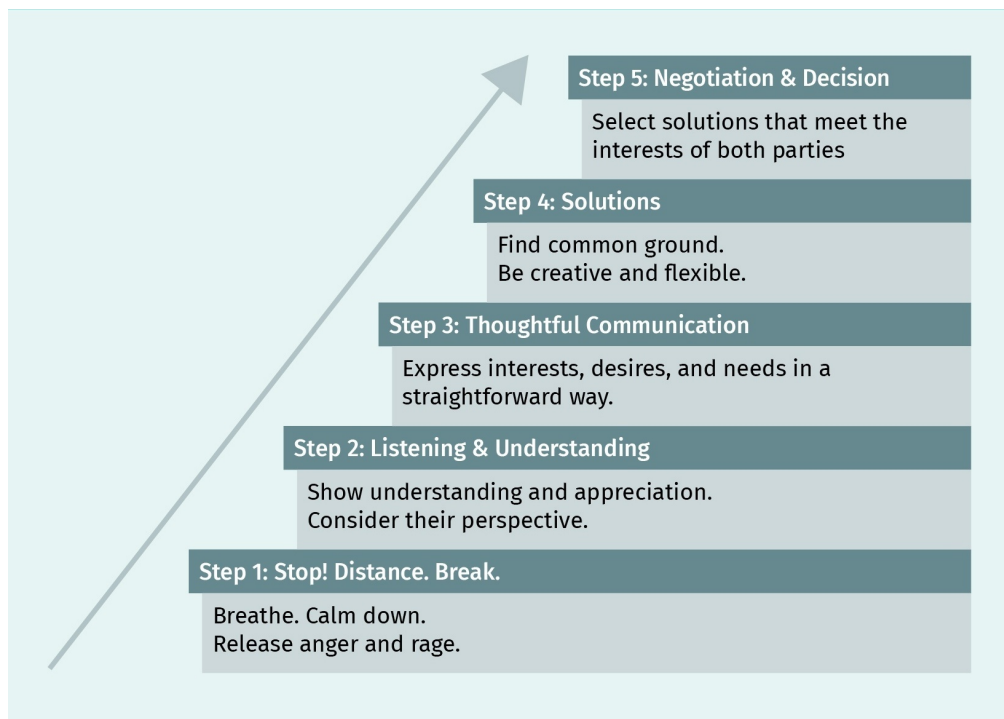 Step 5: Negotiation & Decision
Select solutions that meet the
interests of both parties
Step 4: Solutions
Find common ground.
Be creative and flexible.
Step 3: Thoughtful Communication
Express interests, desires, and needs in a
straightforward way.
Step 2: Listening & Understanding
Show understanding and appreciation.
Consider their perspective.
Step 1: Stop! Distance. Break.
Breathe. Calm down.
Release anger and rage.